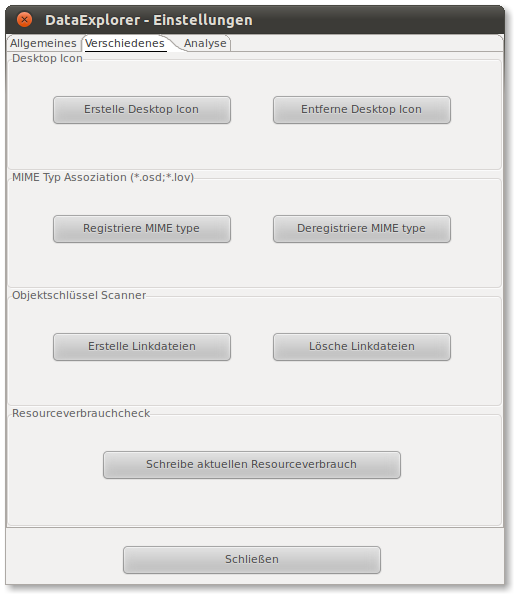 DataExplorer - Einstellungen
Allgemeines Verschiedenes Analyse
Desktop Icon
Erstelle Desktop Icon Entferne Desktop Icon
MIME Typ Assoziation (*.osd;*.lov)
Registriere MIME type Deregistriere MIME type
Objektschlüssel Scanner
Erstelle Linkdateien Lösche Linkdateien
Resourceverbrauchcheck
Schreibe aktuellen Resourceverbrauch
Schließen